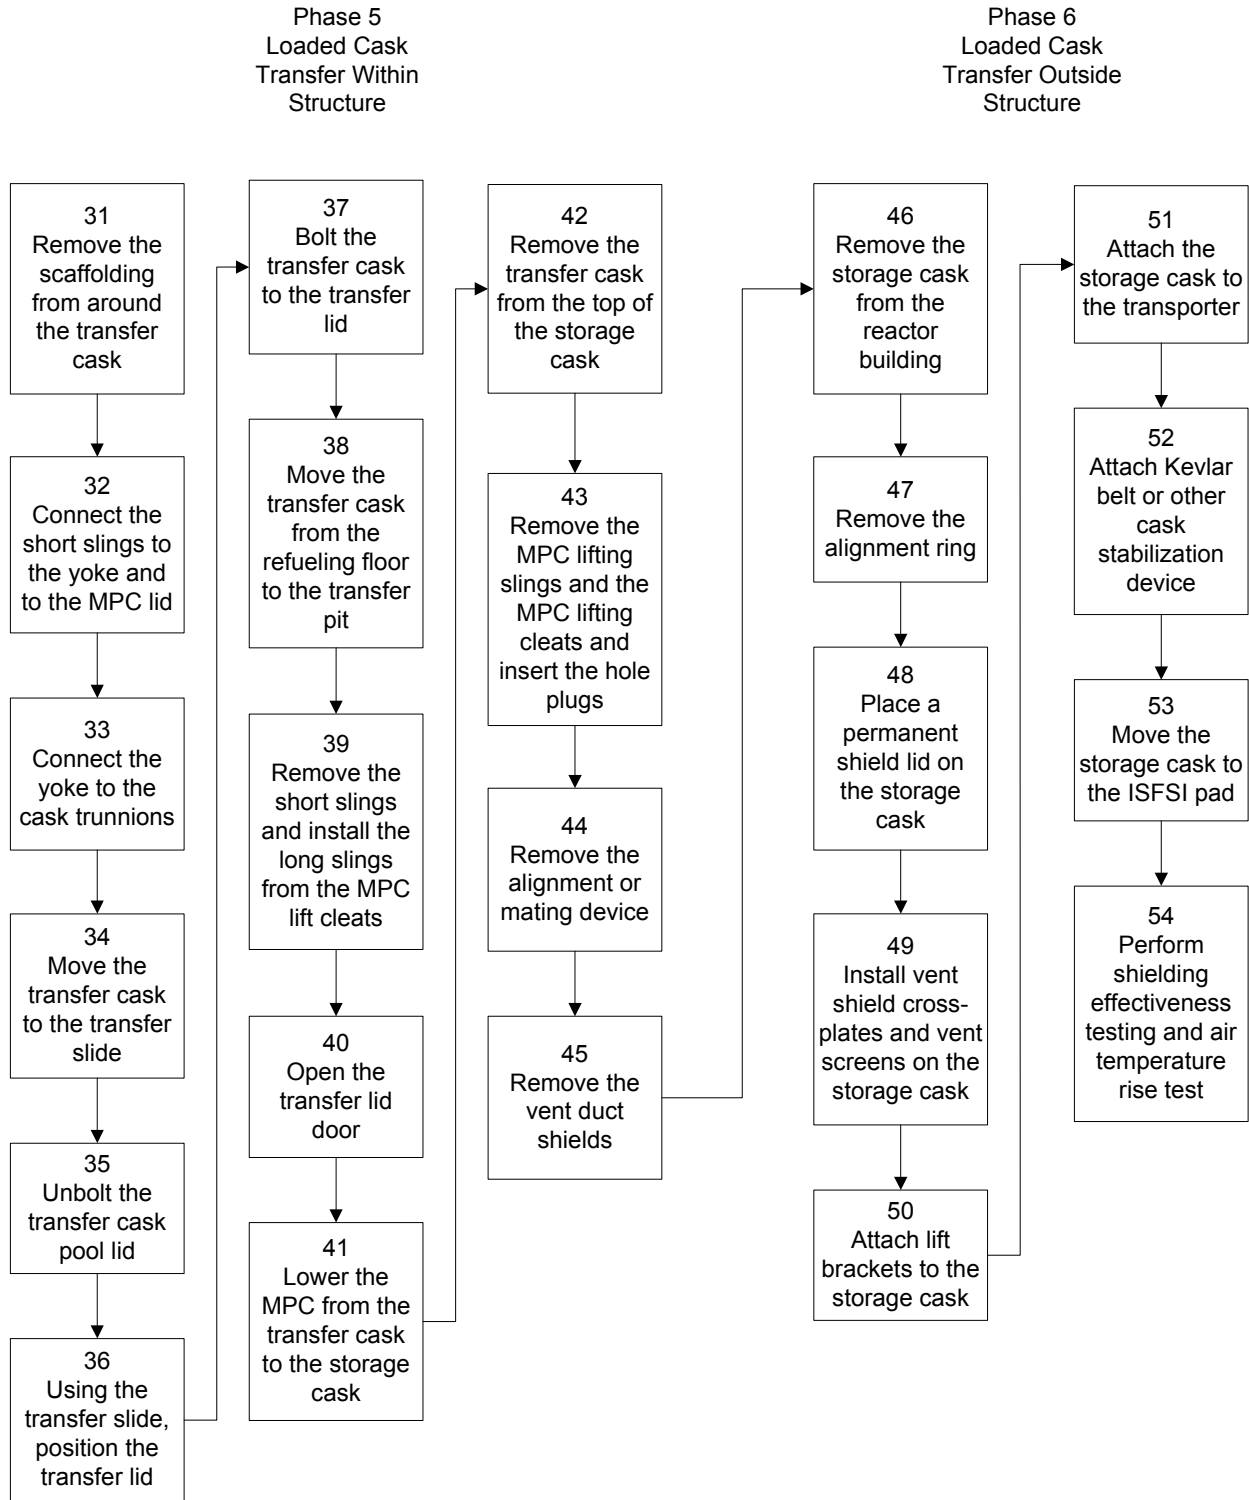 Phase 5
Loaded Cask
Transfer Within
Structure
Phase 6
Loaded Cask
Transfer Outside
Structure
31
Remove the
scaffolding
from around
the transfer
cask
32
Connect the
short slings to
the yoke and
to the MPC lid
33
Connect the
yoke to the
cask trunnions
34
Move the
transfer cask
to the transfer
slide
35
Unbolt the
transfer cask
pool lid
36
Using the
transfer slide,
position the
transfer lid
37
Bolt the
transfer cask
to the transfer
lid
38
Move the
transfer cask
from the
refueling floor
to the transfer
pit
39
Remove the
short slings
and install the
long slings
from the MPC
lift cleats
40
Open the
transfer lid
door
41
Lower the
MPC from the
transfer cask
to the storage
cask
42
Remove the
transfer cask
from the top of
the storage
cask
43
Remove the
MPC lifting
slings and the
MPC lifting
cleats and
insert the hole
plugs
44
Remove the
alignment or
mating device
45
Remove the
vent duct
shields
46
Remove the
storage cask
from the
reactor
building
47
Remove the
alignment ring
48
Place a
permanent
shield lid on
the storage
cask
49
Install vent
shield cross-
plates and vent
screens on the
storage cask
50
Attach lift
brackets to the
storage cask
51
Attach the
storage cask to
the transporter
52
Attach Kevlar
belt or other
cask
stabilization
device
53
Move the
storage cask to
the ISFSI pad
54
Perform
shielding
effectiveness
testing and air
temperature
rise test